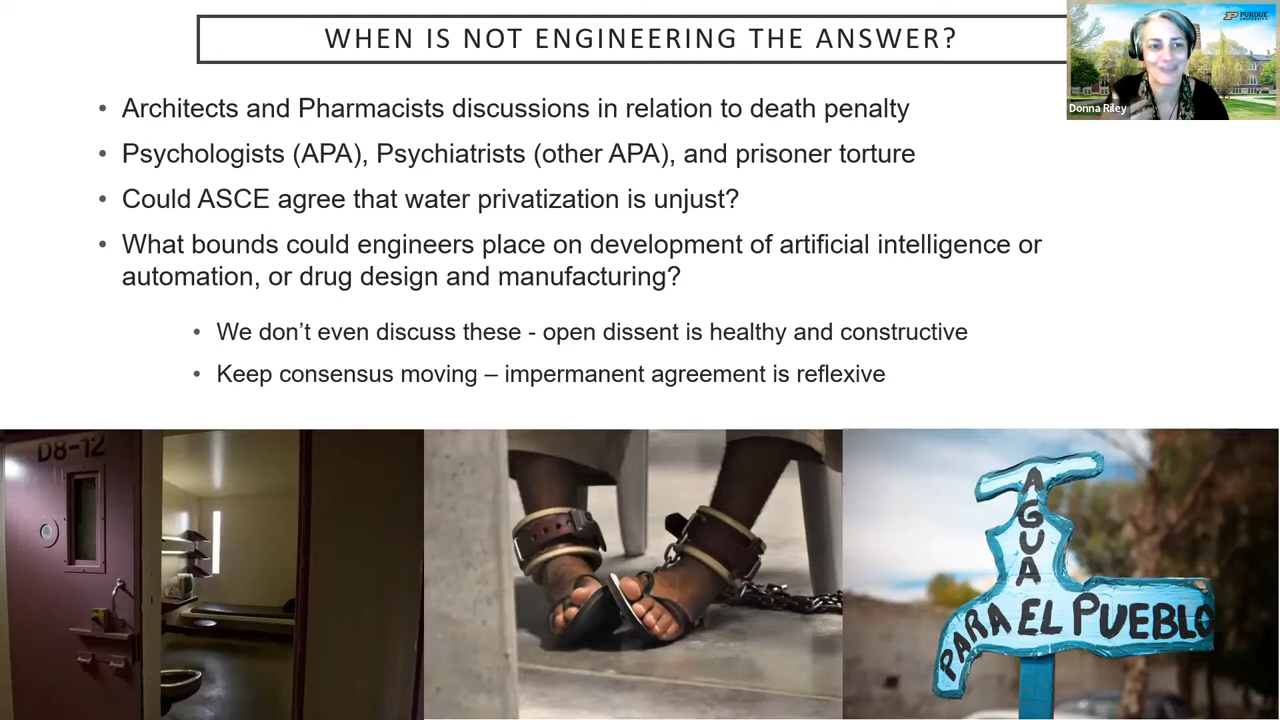 WHEN IS NOT ENGINEERING THE ANSWER?
PURDUE
UNIVERSITY
Donna Riley
• Architects and Pharmacists discussions in relation to death penalty
• Psychologists (APA), Psychiatrists (other APA), and prisoner torture
• Could ASCE agree that water privatization is unjust?
• What bounds could engineers place on development of artificial intelligence or
automation, or drug design and manufacturing?
• We don’t even discuss these - open dissent is healthy and constructive
• Keep consensus moving – impermanent agreement is reflexive
D8-12
AGUA
PARA EL PUEBLO